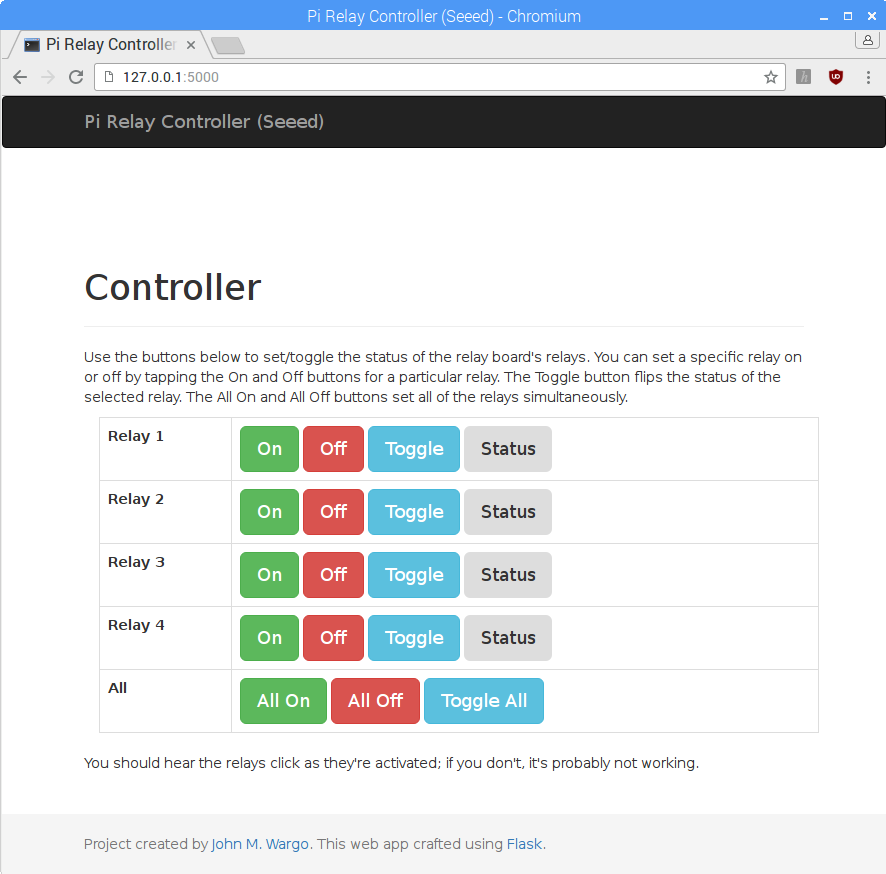 Pi Relay Controller (Seeed) - Chromium
Pi Relay Controller
127.0.0.1:5000
Pi Relay Controller (Seeed)
Controller
Use the buttons below to set/toggle the status of the relay board's relays. You can set a specific relay on
or off by tapping the On and Off buttons for a particular relay. The Toggle button flips the status of the
selected relay. The All On and All Off buttons set all of the relays simultaneously.
Relay 1 On Off Toggle Status
Relay 2 On Off Toggle Status
Relay 3 On Off Toggle Status
Relay 4 On Off Toggle Status
All All On All Off Toggle All
You should hear the relays click as they're activated; if you don't, it's probably not working.
Project created by John M. Wargo. This web app crafted using Flask.